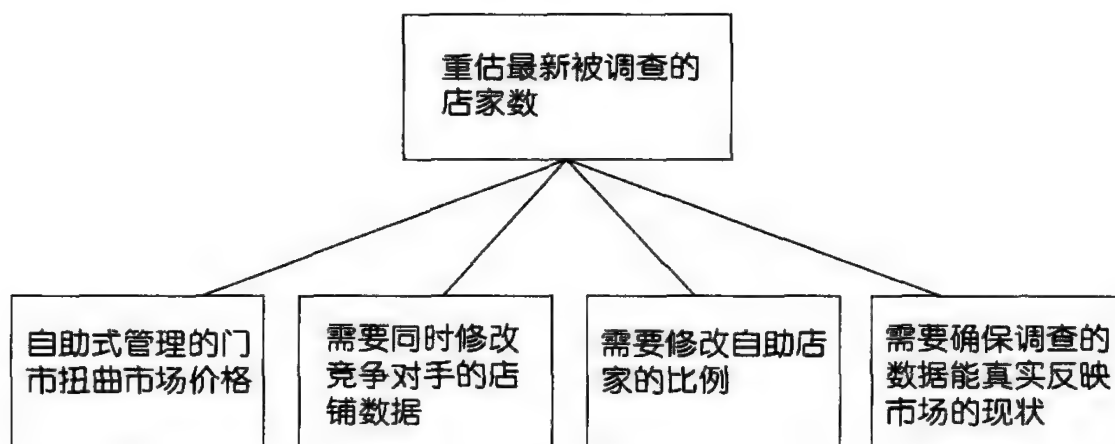 重估最新被调查的
店家数
自助式管理的门
市扭曲市场价格
需要同时修改
竞争对手的店
铺数据
需要修改自助店
家的比例
需要确保调查的
数据能真实反映
市场的现状